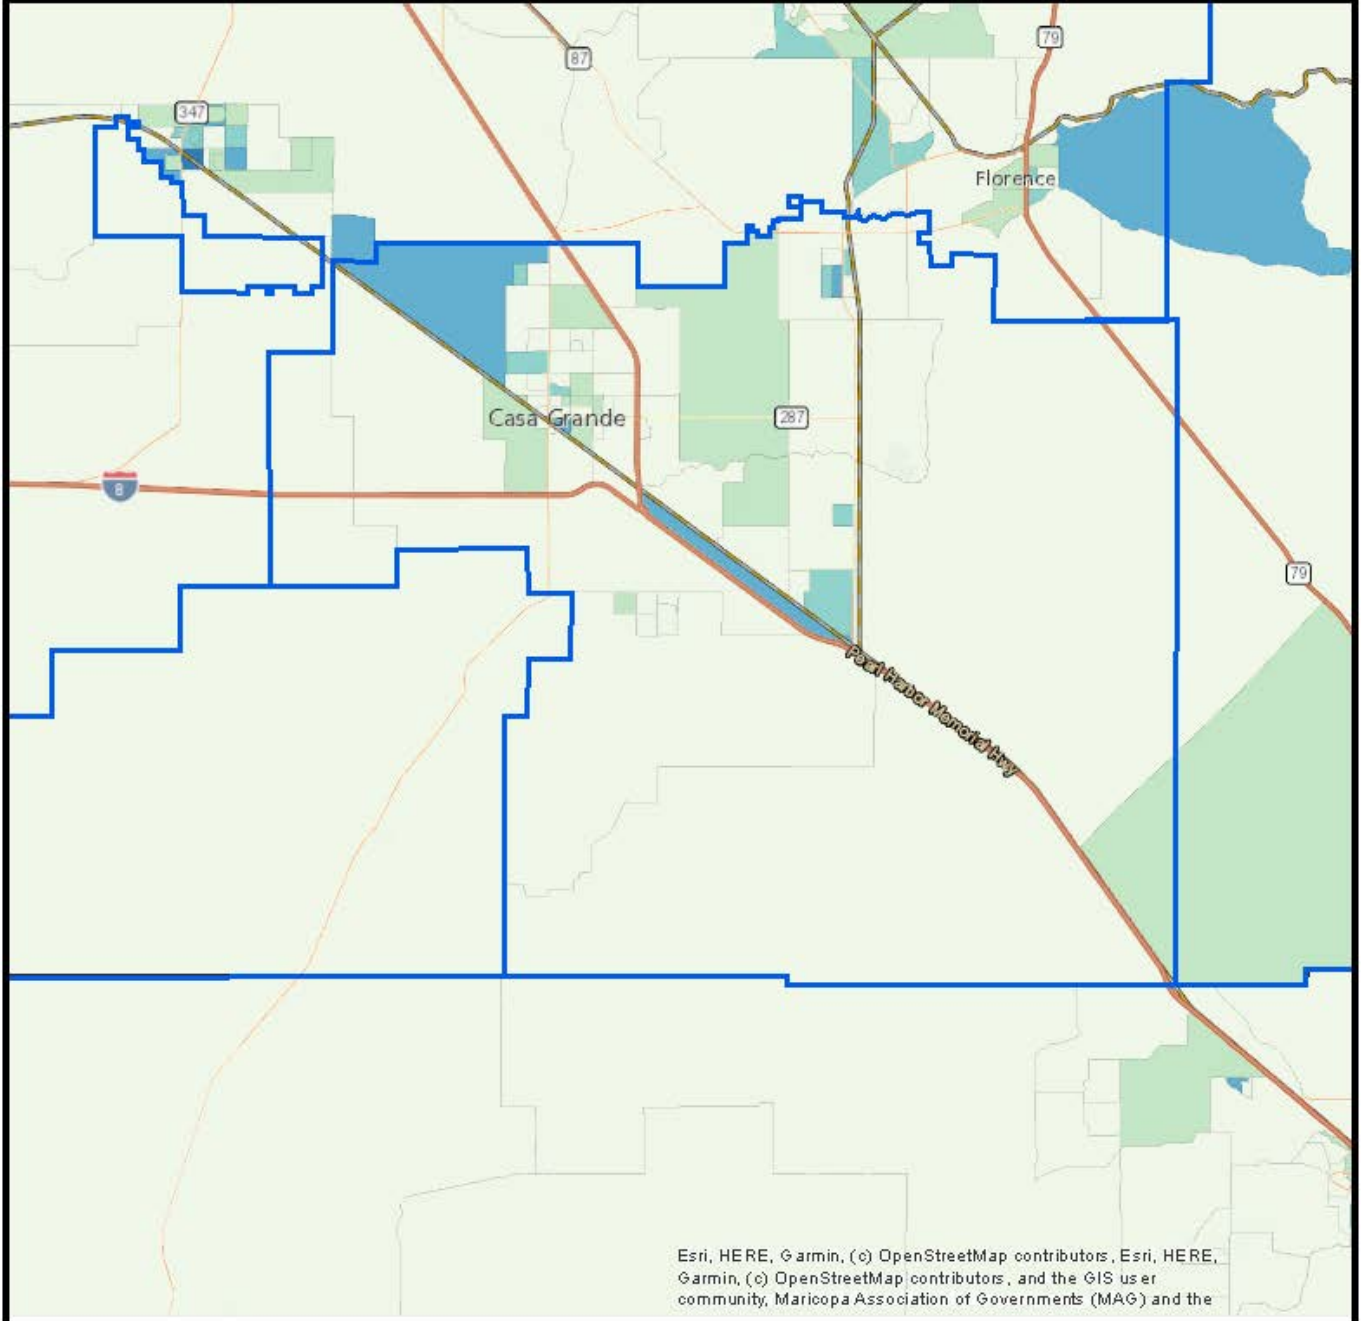 87
79
347
Florence
Casa Grande
287
8
79
Pearl Harbor Memorial Hwy
Esri, HERE, Garmin, (c) OpenStreetMap contributors, Esri, HERE,
Garmin, (c) OpenStreetMap contributors, and the GIS user
community, Maricopa Association of Governments (MAG) and the